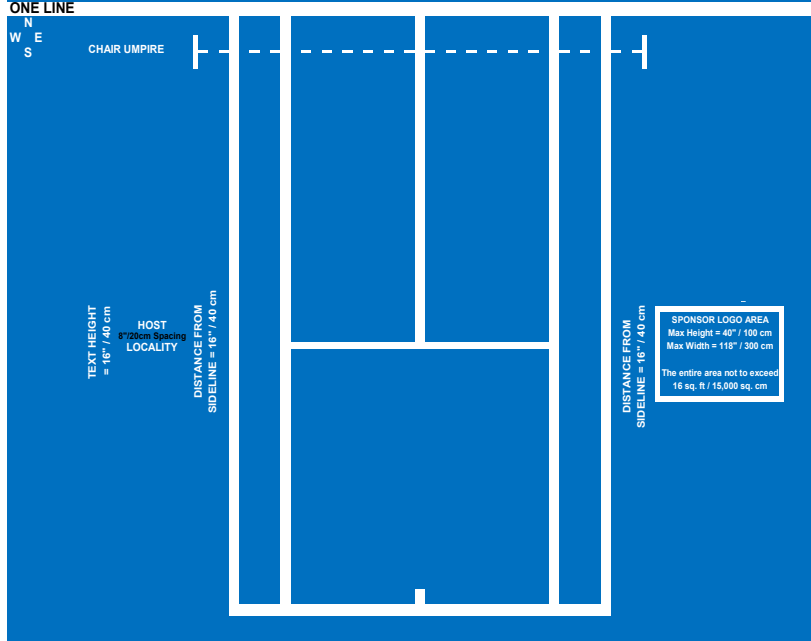 ONE LINE
N
W E
S
CHAIR UMPIRE
TEXT HEIGHT
= 16" / 40 cm
HOST
8"/20cm Spacing
LOCALITY
DISTANCE FROM
SIDELINE = 16" / 40 cm
DISTANCE FROM
SIDELINE = 16" / 40 cm
SPONSOR LOGO AREA
Max Height = 40" / 100 cm
Max Width = 118" / 300 cm
The entire area not to exceed
16 sq. ft / 15,000 sq. cm